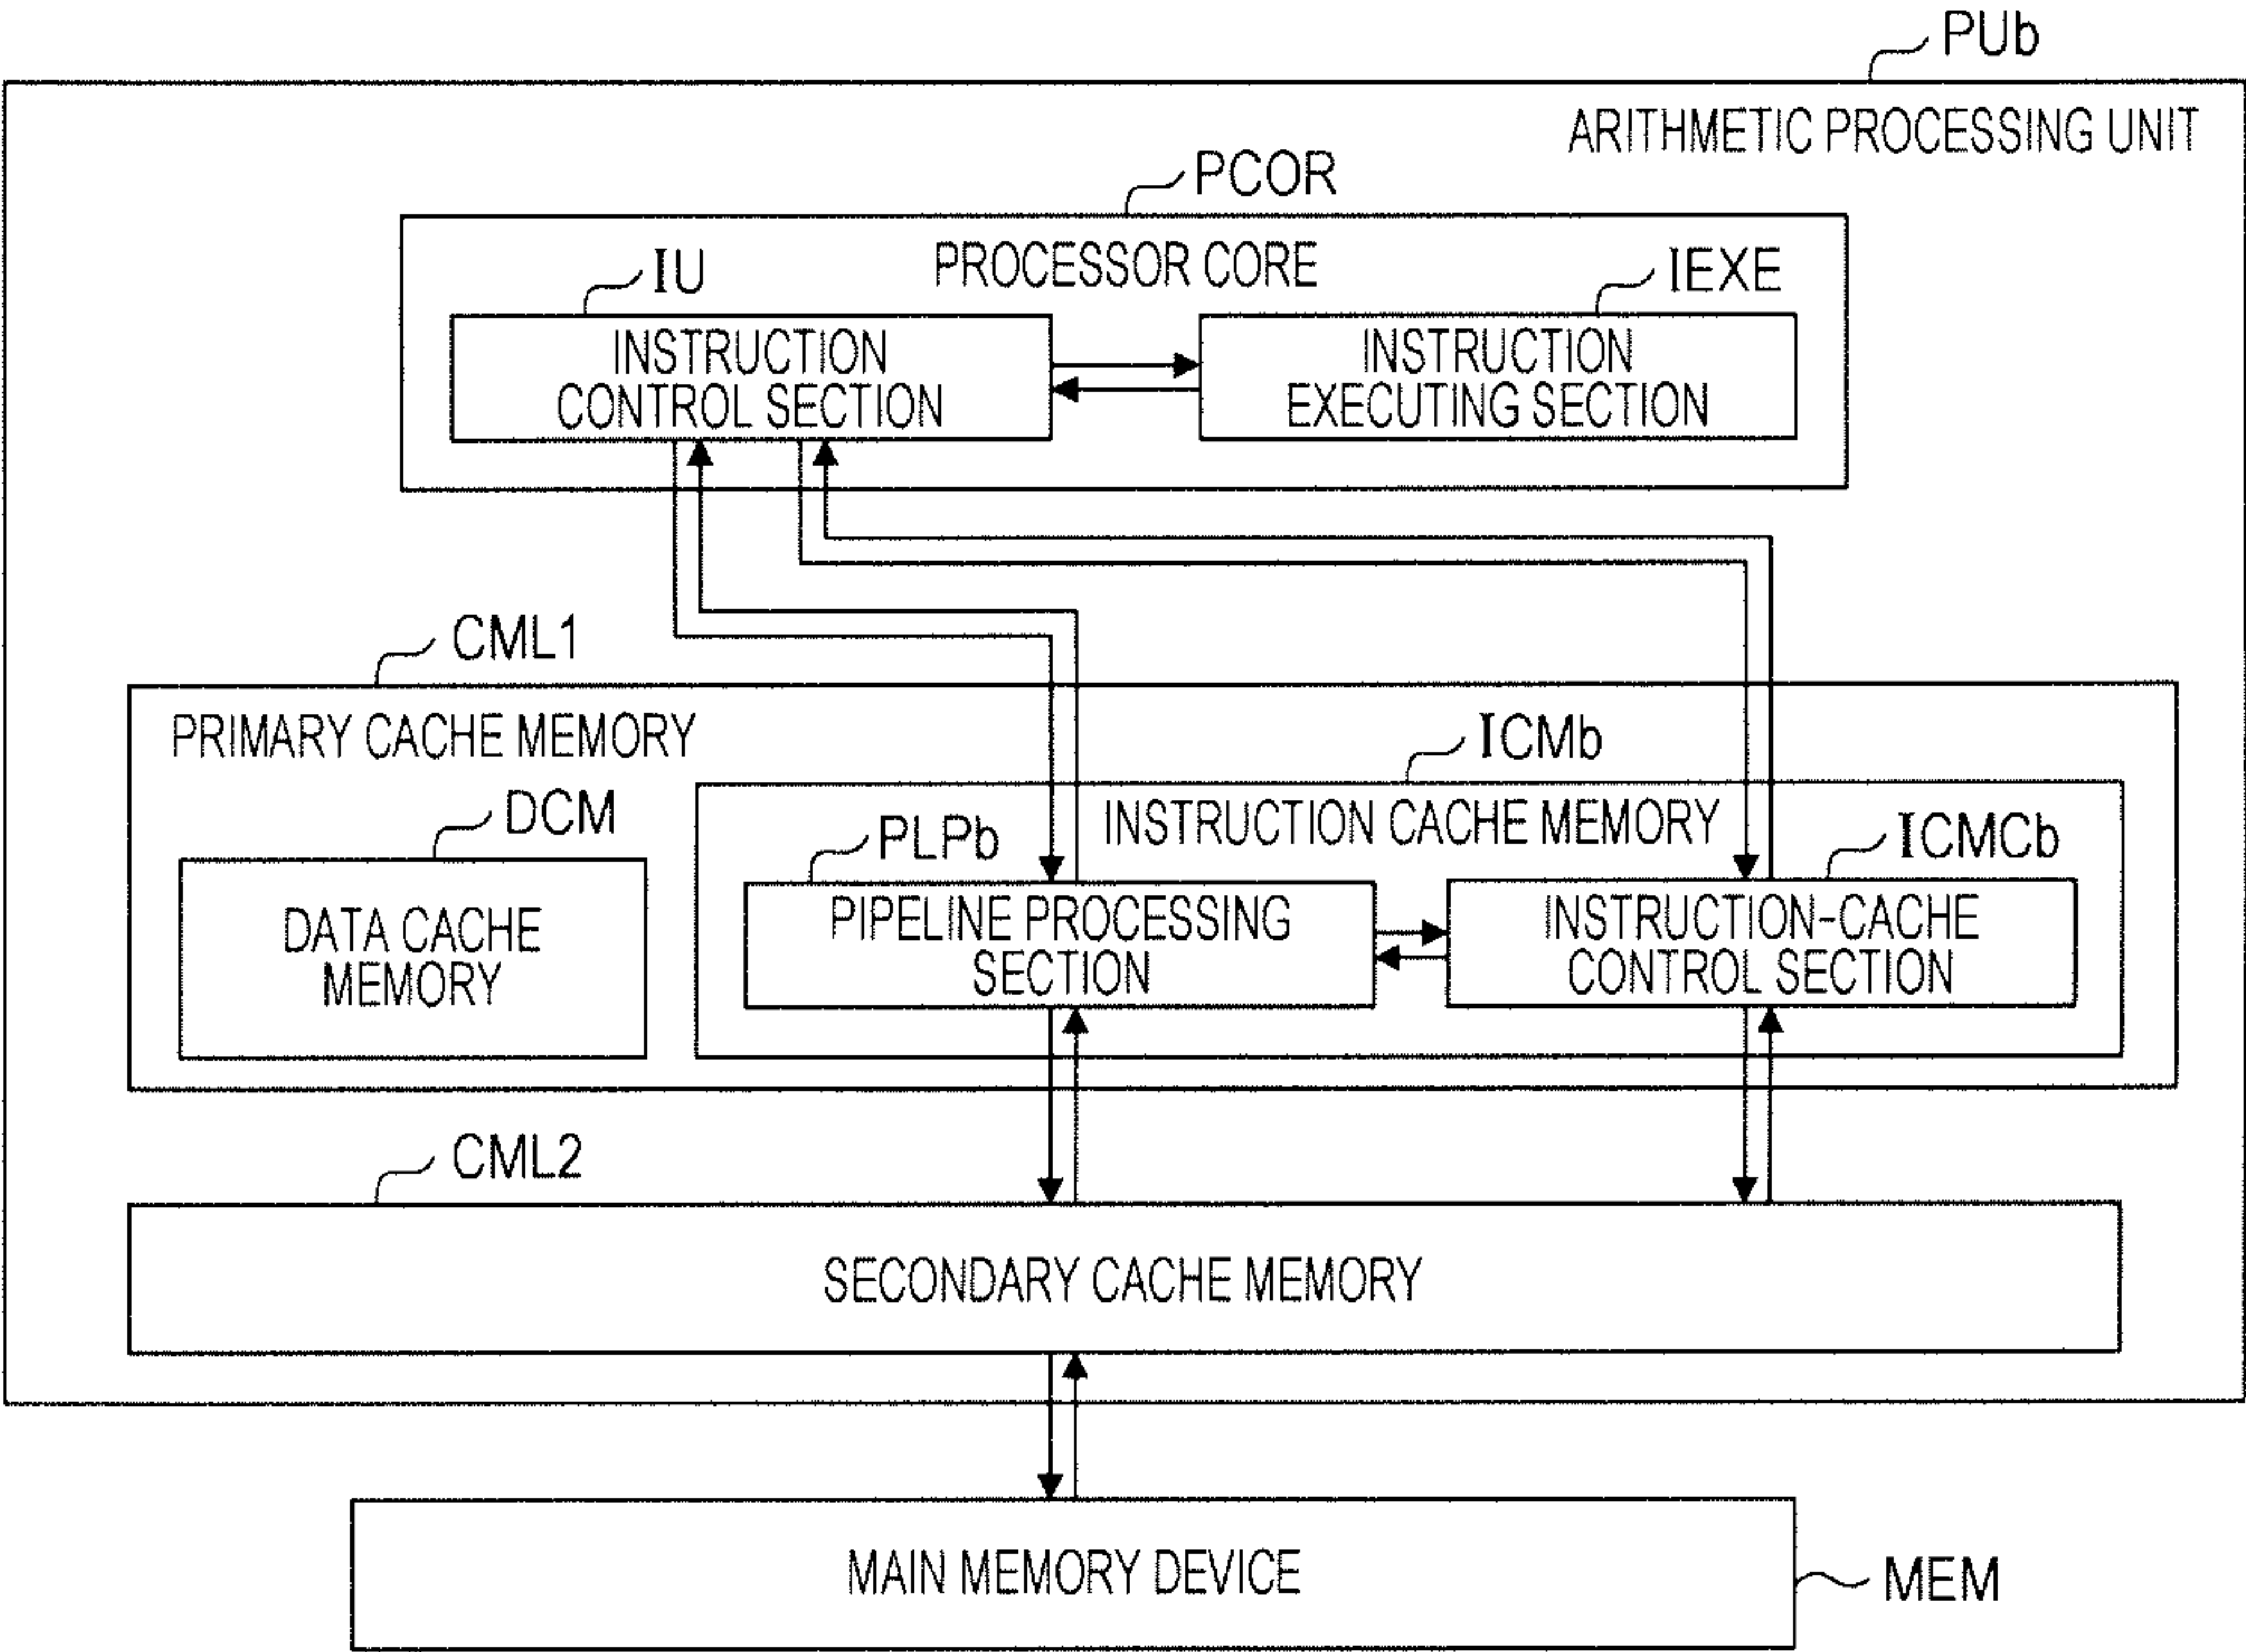 PUb
ARITHMETIC PROCESSING UNIT
PCOR
PROCESSOR CORE
IU
IEXE
INSTRUCTION
CONTROL SECTION
INSTRUCTION
EXECUTING SECTION
CML1
PRIMARY CACHE MEMORY
ICMb
INSTRUCTION CACHE MEMORY
DCM
DATA CACHE
MEMORY
PLPb
PIPELINE PROCESSING
SECTION
ICMCb
INSTRUCTION-CACHE
CONTROL SECTION
CML2
SECONDARY CACHE MEMORY
MAIN MEMORY DEVICE
MEM